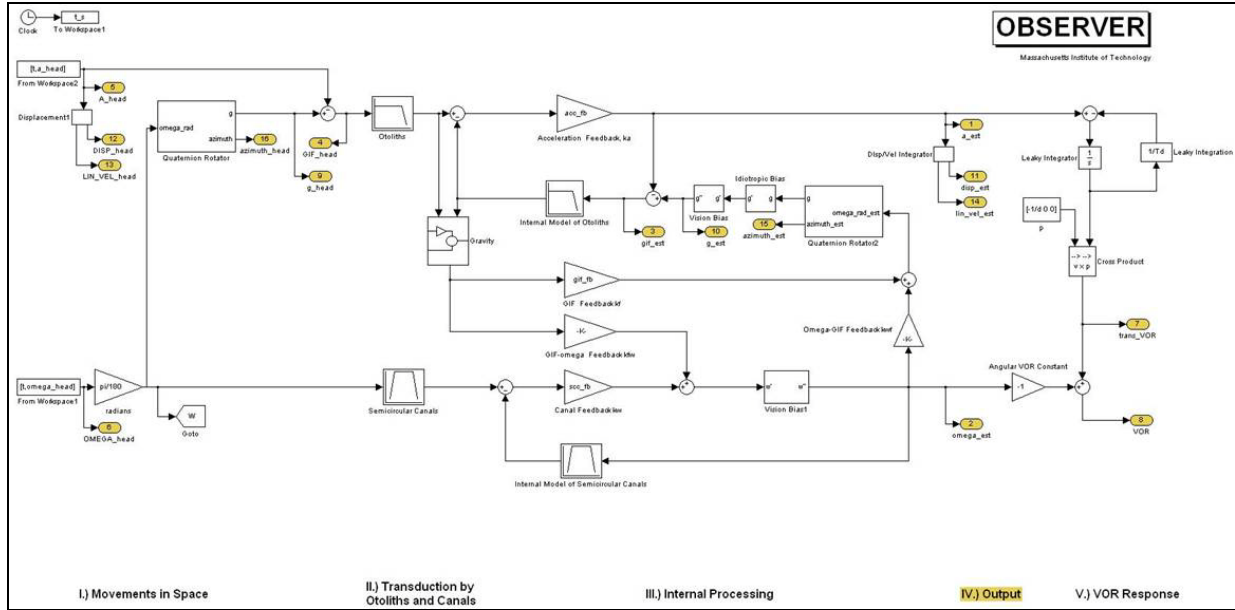 t_s
Clock
To Workspace1
OBSERVER
Massachusetts Institute of Technology
[t,a_head]
From Workspace2
5
A_head
Displacement1
12
DISP_head
13
LIN_VEL_head
omega_rad
g
azimuth
Quaternion Rotator
16
azimuth_head
4
GIF_head
9
g_head
Otoliths
acc_fb
Acceleration Feedback, ka
1
a_est
Disp/Vel Integrator
11
disp_est
14
lin_vel_est
1
s
Leaky Integrator
1/Td
Leaky Integration
[-1/d 0 0]
p
v x p
Cross Product
Internal Model of Otoliths
3
gif_est
10
g_est
g'' g'
Vision Bias
Idiotropic Bias
g' g
15
azimuth_est
g
omega_rad_est
azimuth_est
Quaternion Rotator2
Gravity
gif_fb
GIF Feedback kf
-K-
GIF-omega Feedback kfw
Omega-GIF Feedback kwf
-K-
7
trans_VOR
[t,omega_head]
From Workspace1
pi/180
radians
6
OMEGA_head
W
Goto
Semicircular Canals
scc_fb
Canal Feedback kw
w' w''
Vizion Bias1
Angular VOR Constant
-1
2
omega_est
8
VOR
Internal Model of Semicircular Canals
I.) Movements in Space
II.) Transduction by
Otoliths and Canals
III.) Internal Processing
IV.) Output
V.) VOR Response